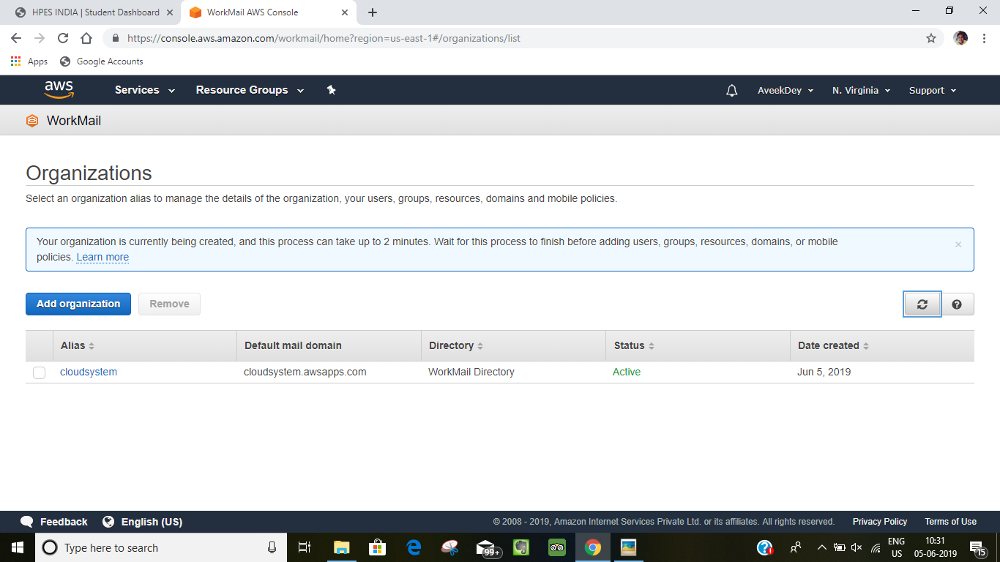 HPES INDIA | Student Dashboard
WorkMail AWS Console
https://console.aws.amazon.com/workmail/home?region=us-east-1#/organizations/list
Apps
Google Accounts
aws
Services
Resource Groups
AveekDey
N. Virginia
Support
WorkMail
Organizations
Select an organization alias to manage the details of the organization, your users, groups, resources, domains and mobile policies.
Your organization is currently being created, and this process can take up to 2 minutes. Wait for this process to finish before adding users, groups, resources, domains, or mobile
policies. Learn more
Add organization
Remove
Alias
Default mail domain
Directory
Status
Date created
cloudsystem
cloudsystem.awsapps.com
WorkMail Directory
Active
Jun 5, 2019
Feedback
English (US)
© 2008 - 2019, Amazon Internet Services Private Ltd. or its affiliates. All rights reserved.
Privacy Policy
Terms of Use
Type here to search
99+
ENG
US
10:31
05-06-2019
15